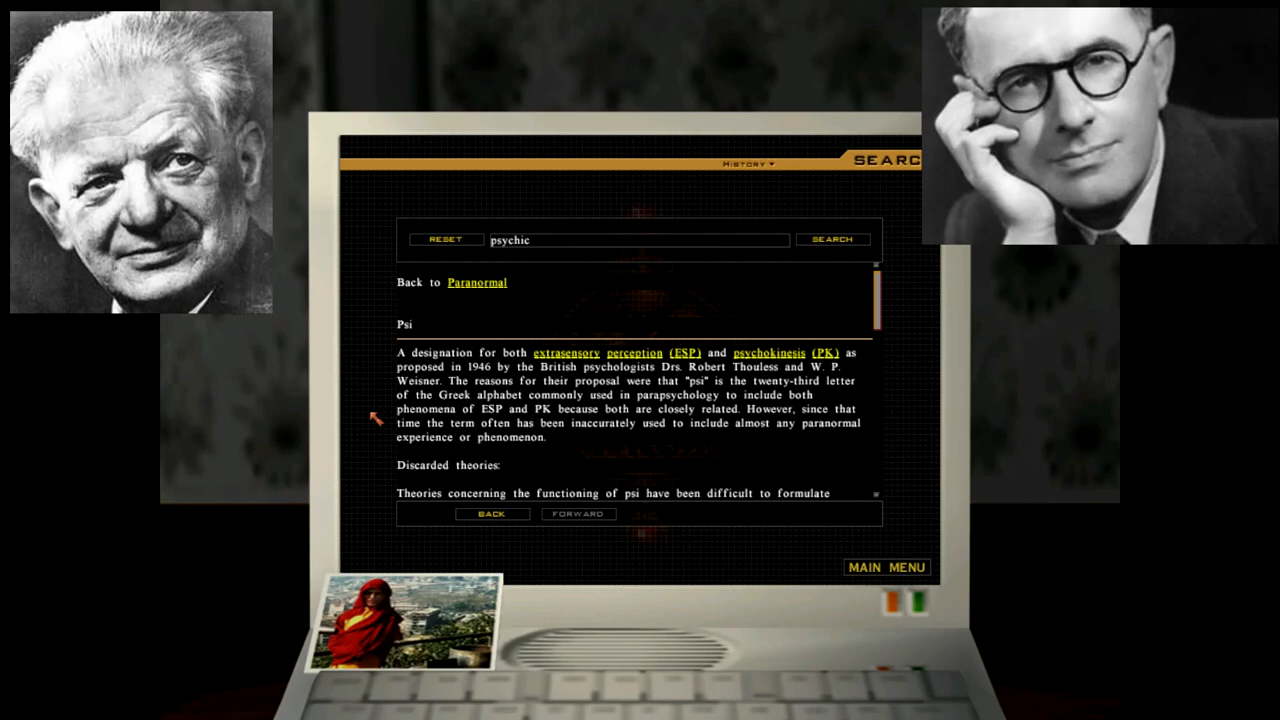 HISTORY
SEARC
RESET psychic SEARCH
Back to Paranormal
Psi
A designation for both extrasensory perception (ESP) and psychokinesis (PK) as
proposed in 1946 by the British psychologists Drs. Robert Thouless and W. P.
Weisner. The reasons for their proposal were that "psi" is the twenty-third letter
of the Greek alphabet commonly used in parapsychology to include both
phenomena of ESP and PK because both are closely related. However, since that
time the term often has been inaccurately used to include almost any paranormal
experience or phenomenon.
Discarded theories:
Theories concerning the functioning of psi have been difficult to formulate
BACK FORWARD
MAIN MENU